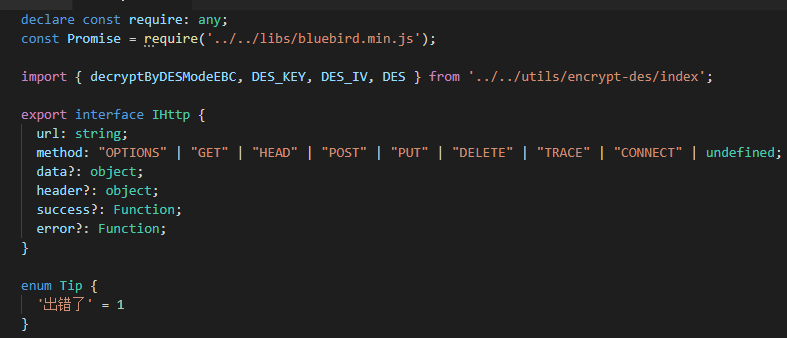 declare const require: any;
const Promise = require('../../libs/bluebird.min.js');
import { decryptByDESModeEBC, DES_KEY, DES_IV, DES } from '../../utils/encrypt-des/index';
export interface IHttp {
url: string;
method: "OPTIONS" | "GET" | "HEAD" | "POST" | "PUT" | "DELETE" | "TRACE" | "CONNECT" | undefined;
data?: object;
header?: object;
success?: Function;
error?: Function;
}
enum Tip {
'出错了' = 1
}